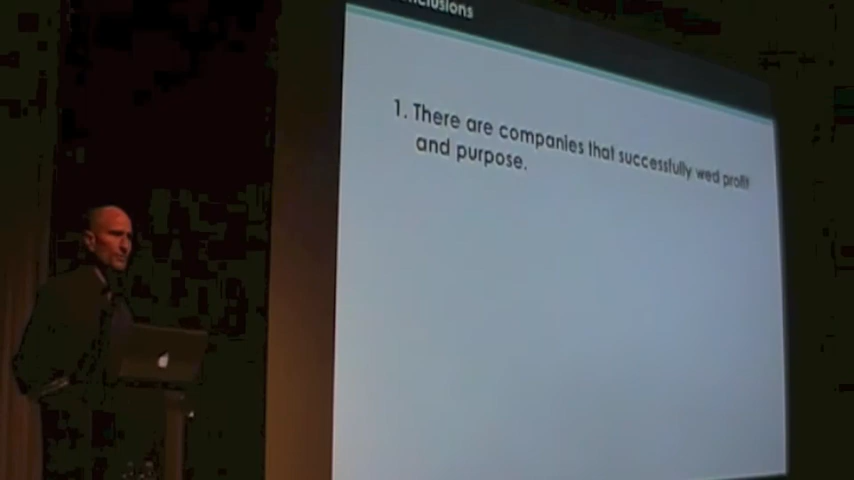 1. There are companies that successfully wed profit
and purpose.